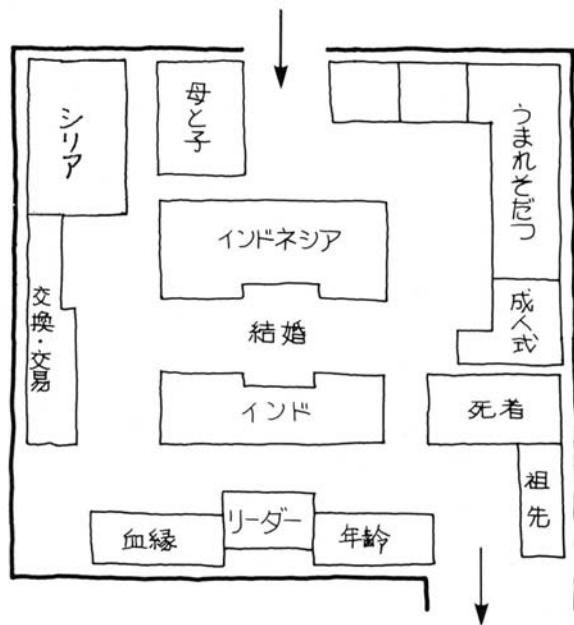 シリア
母と子
うまれそだつ
インドネシア
交換・交易
結婚
成人式
インド
死者
祖先
血縁
リーダー
年齢